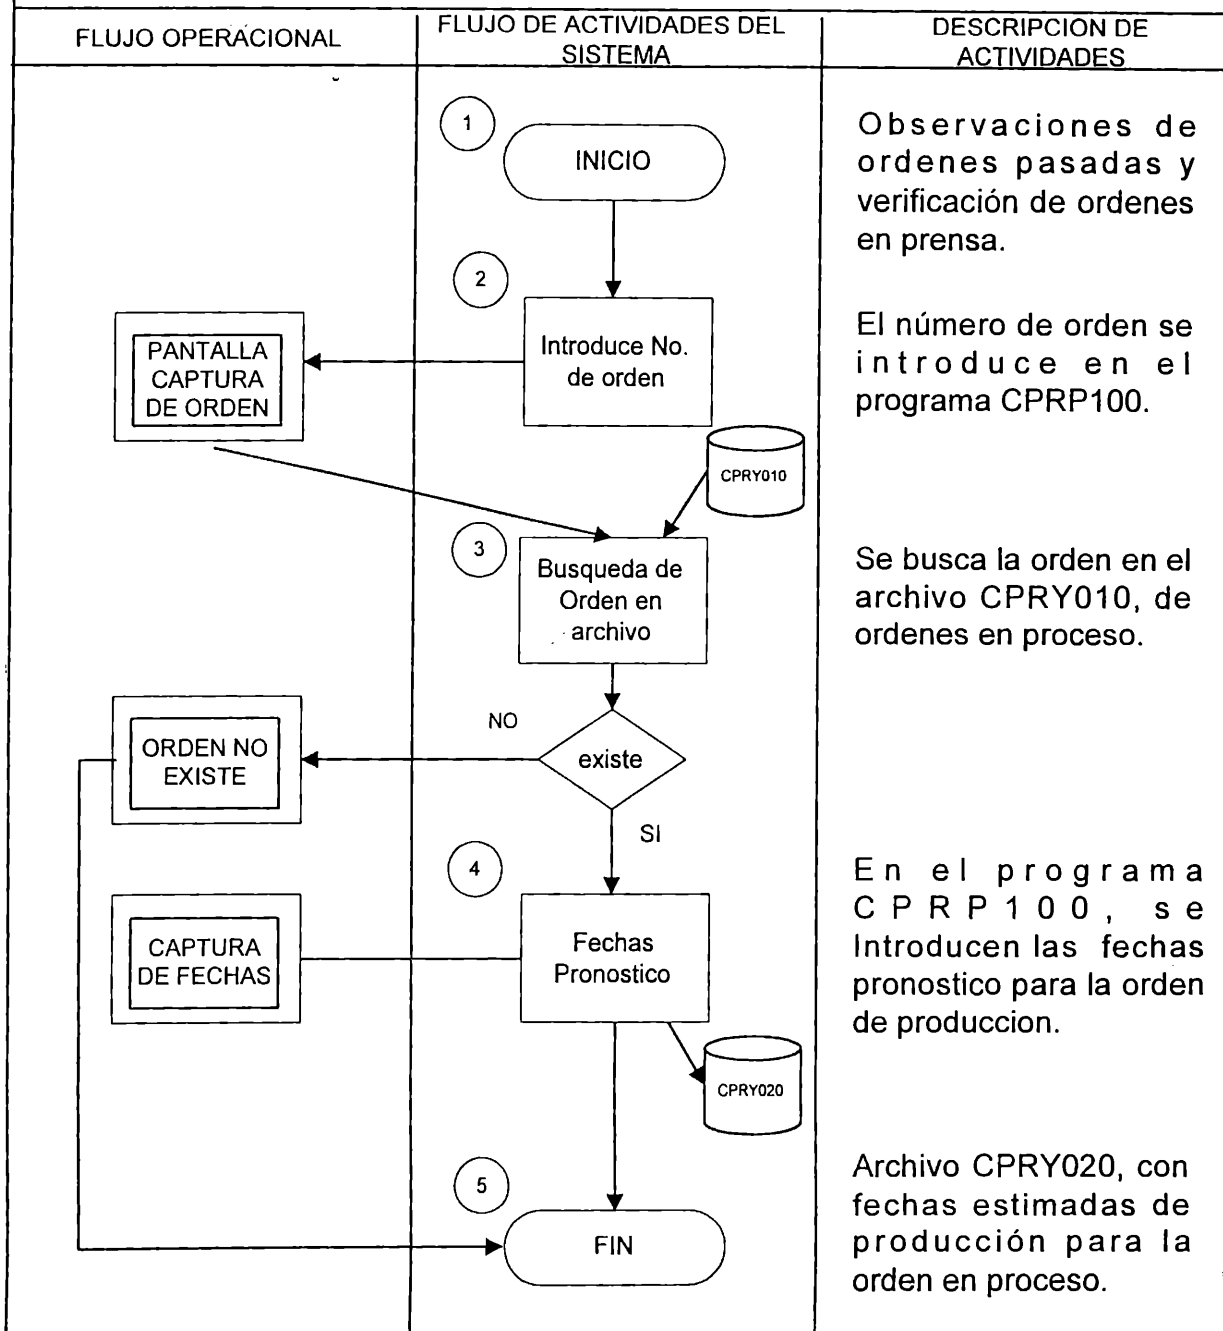 FLUJO OPERACIONAL
FLUJO DE ACTIVIDADES DEL
SISTEMA
DESCRIPCION DE
ACTIVIDADES
1
INICIO
Observaciones de
ordenes pasadas y
verificación de ordenes
en prensa.
2
Introduce No.
de orden
PANTALLA
CAPTURA
DE ORDEN
El número de orden se
introduce en el
programa CPRP100.
CPRY010
3
Busqueda de
Orden en
archivo
Se busca la orden en el
archivo CPRY010, de
ordenes en proceso.
NO
existe
ORDEN NO
EXISTE
SI
4
Fechas
Pronostico
CAPTURA
DE FECHAS
En el programa
CPRP100, se
Introducen las fechas
pronostico para la orden
de produccion.
CPRY020
5
FIN
Archivo CPRY020, con
fechas estimadas de
producción para la
orden en proceso.